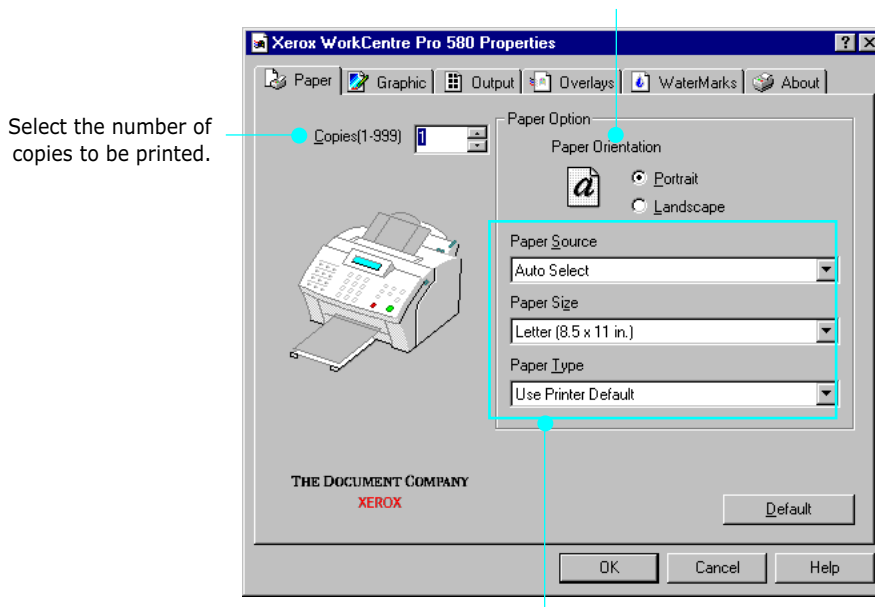 Xerox WorkCentre Pro 580 Properties
Paper Graphic Output Overlays WaterMarks About
Select the number of
copies to be printed.
Copies(1-999) 1
Paper Option
Paper Orientation
a
Portrait
Landscape
Paper Source
Auto Select
Paper Size
Letter (8.5 x 11 in.)
Paper Type
Use Printer Default
THE DOCUMENT COMPANY
XEROX
Default
OK Cancel Help